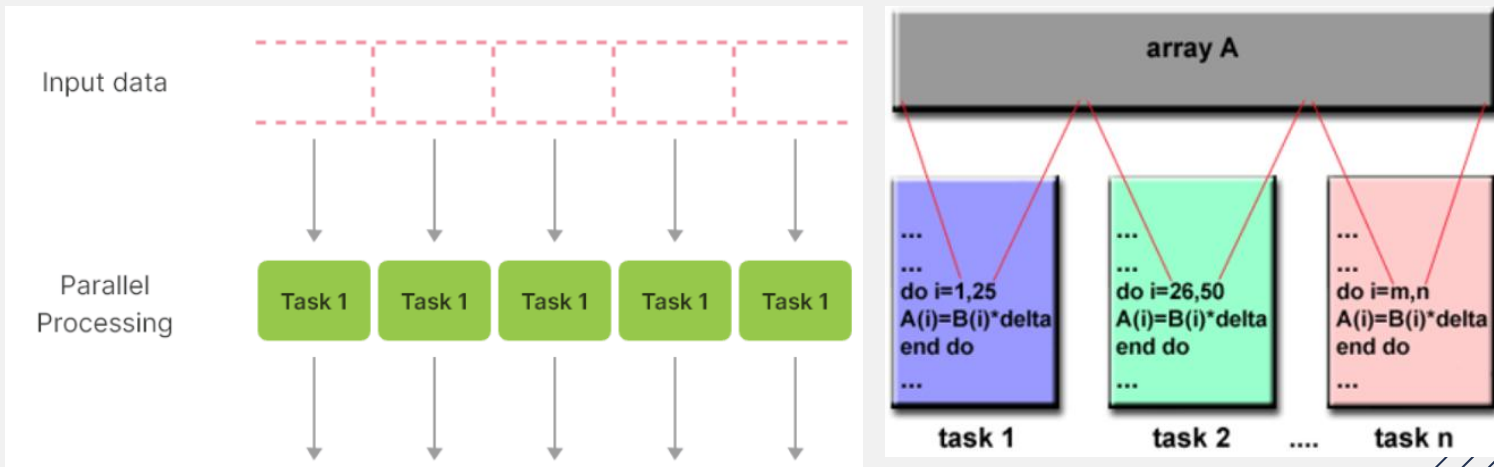 Input data
Parallel
Processing
Task 1
Task 1
Task 1
Task 1
Task 1
array A
...
...
do i=1,25
A(i)=B(i)*delta
end do
...
task 1
...
...
do i=26,50
A(i)=B(i)*delta
end do
...
task 2
....
...
...
do i=m,n
A(i)=B(i)*delta
end do
...
task n